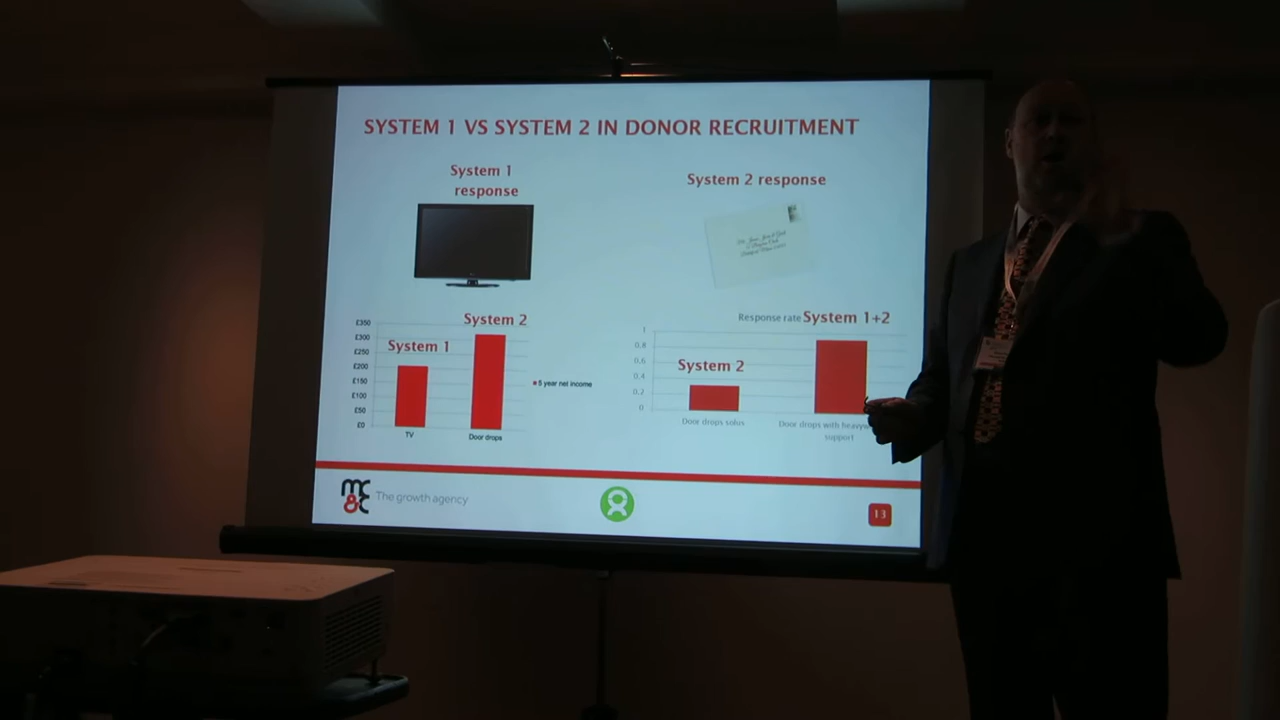 SYSTEM 1 VS SYSTEM 2 IN DONOR RECRUITMENT
System 1
response
System 2 response
System 2
System 1
£350
£300
£250
£200
£150
£100
£50
£0
TV
Door drops
5 year net income
Response rate
System 1+2
System 2
1
0.8
0.6
0.4
0.2
0
Door drops solus
Door drops with
support
mc&c The growth agency
13